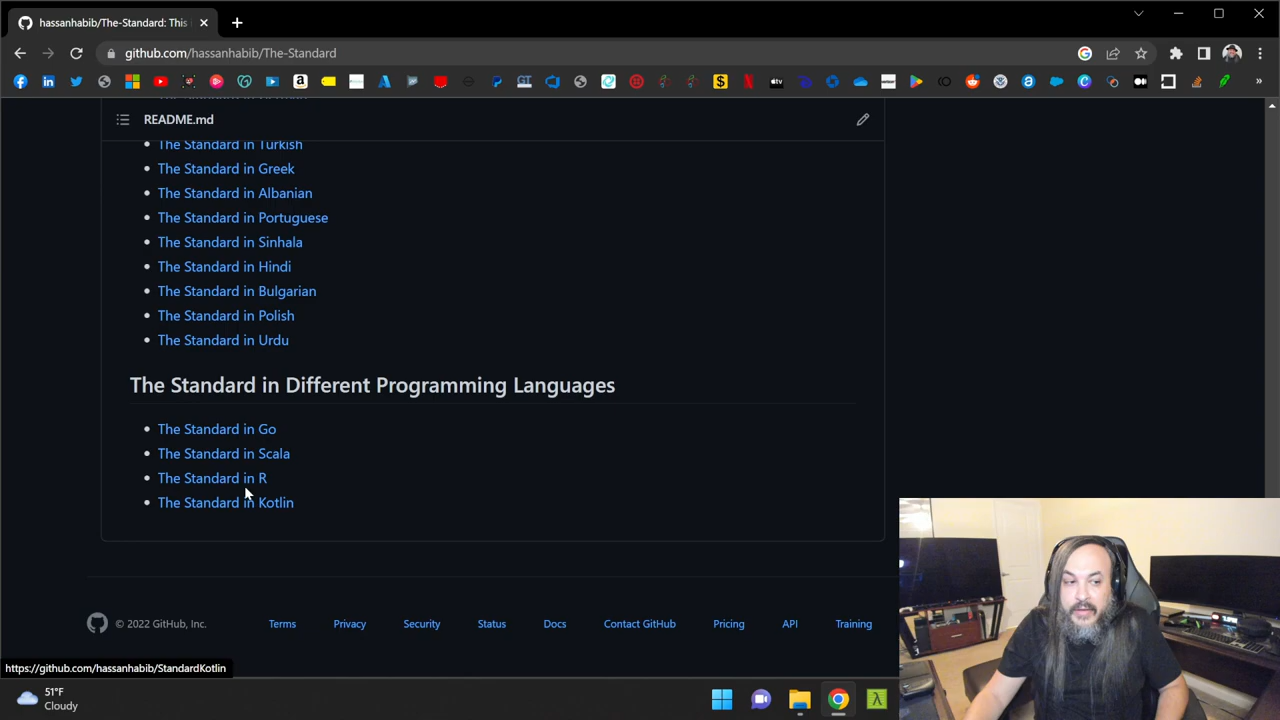 hassanhabib/The-Standard: This
github.com/hassanhabib/The-Standard
README.md
The Standard in Turkish
The Standard in Greek
The Standard in Albanian
The Standard in Portuguese
The Standard in Sinhala
The Standard in Hindi
The Standard in Bulgarian
The Standard in Polish
The Standard in Urdu
The Standard in Different Programming Languages
The Standard in Go
The Standard in Scala
The Standard in R
The Standard in Kotlin
© 2022 GitHub, Inc. Terms Privacy Security Status Docs Contact GitHub Pricing API Training
https://github.com/hassanhabib/StandardKotlin
51°F
Cloudy